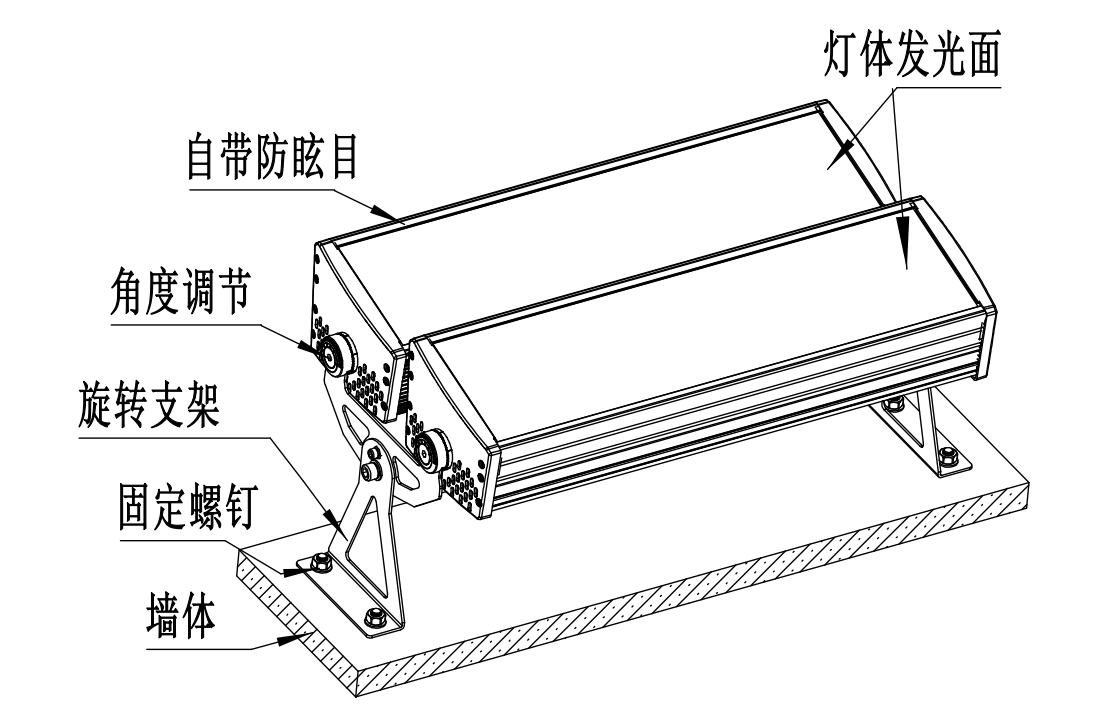 灯体发光面
自带防眩目
角度调节
旋转支架
固定螺钉
墙体